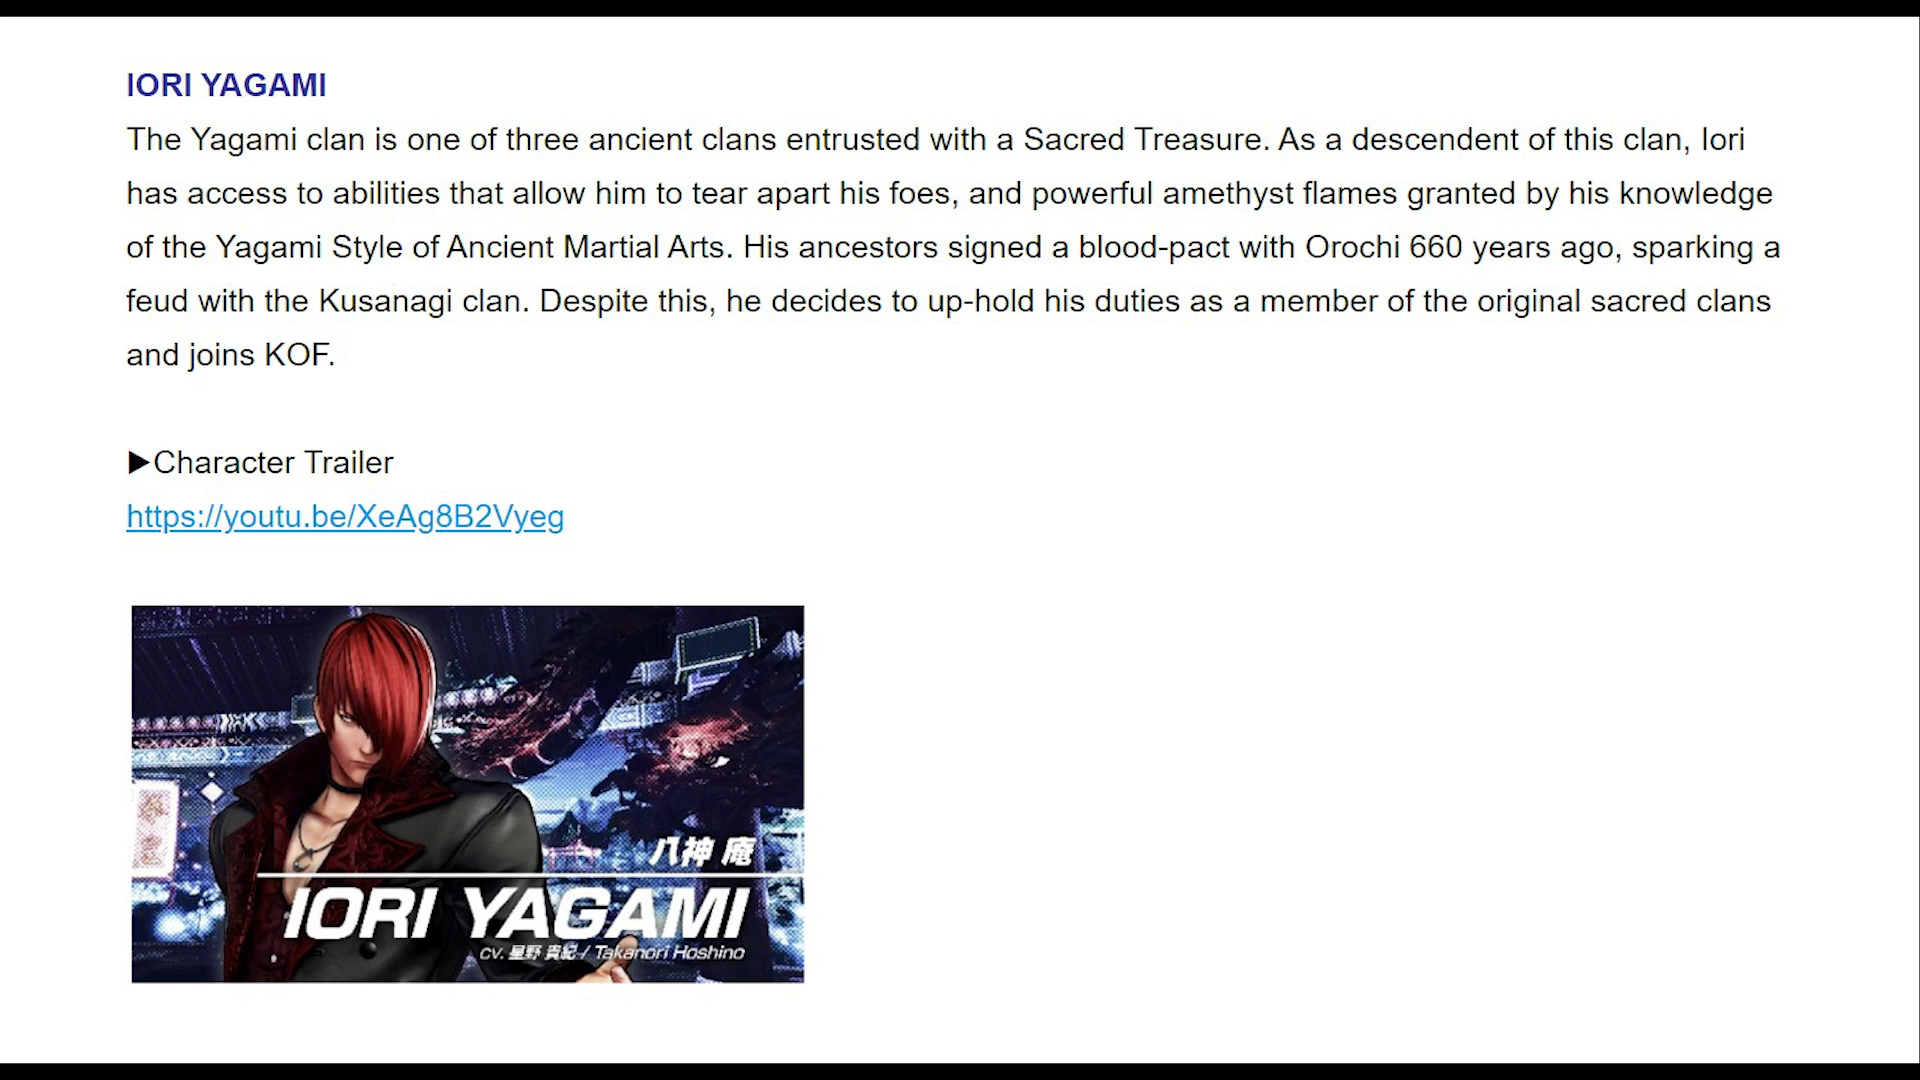 IORI YAGAMI
The Yagami clan is one of three ancient clans entrusted with a Sacred Treasure. As a descendent of this clan, Iori
has access to abilities that allow him to tear apart his foes, and powerful amethyst flames granted by his knowledge
of the Yagami Style of Ancient Martial Arts. His ancestors signed a blood-pact with Orochi 660 years ago, sparking a
feud with the Kusanagi clan. Despite this, he decides to up-hold his duties as a member of the original sacred clans
and joins KOF.
▶Character Trailer
https://youtu.be/XeAg8B2Vyeg
八神 庵
IORI YAGAMI
CV. 星野 貴紀 / Takanori Hoshino